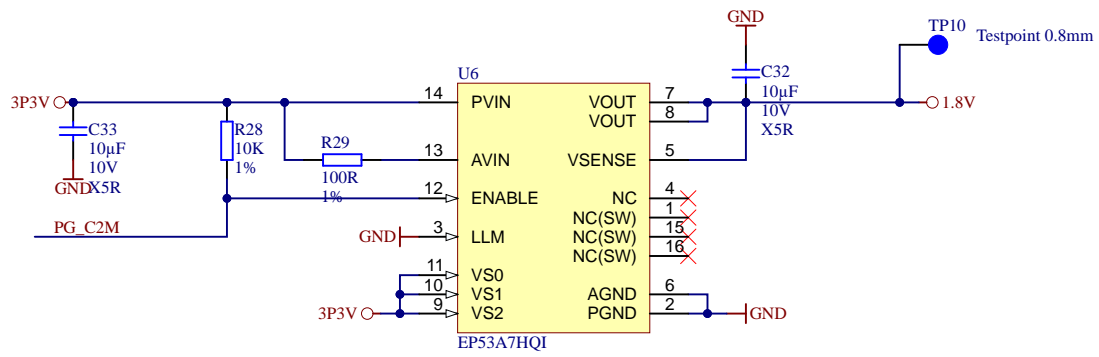 GND
TP10
Testpoint 0.8mm
U6
C32
10µF
10V
X5R
3P3V
14
PVIN
VOUT
7
1.8V
VOUT
8
C33
10µF
10V
X5R
GND
R28
10K
1%
R29
100R
1%
13
AVIN
VSENSE
5
12
ENABLE
NC
4
NC(SW)
1
PG_C2M
GND
3
LLM
NC(SW)
15
NC(SW)
16
11
VS0
10
VS1
AGND
6
3P3V
9
VS2
PGND
2
GND
EP53A7HQI